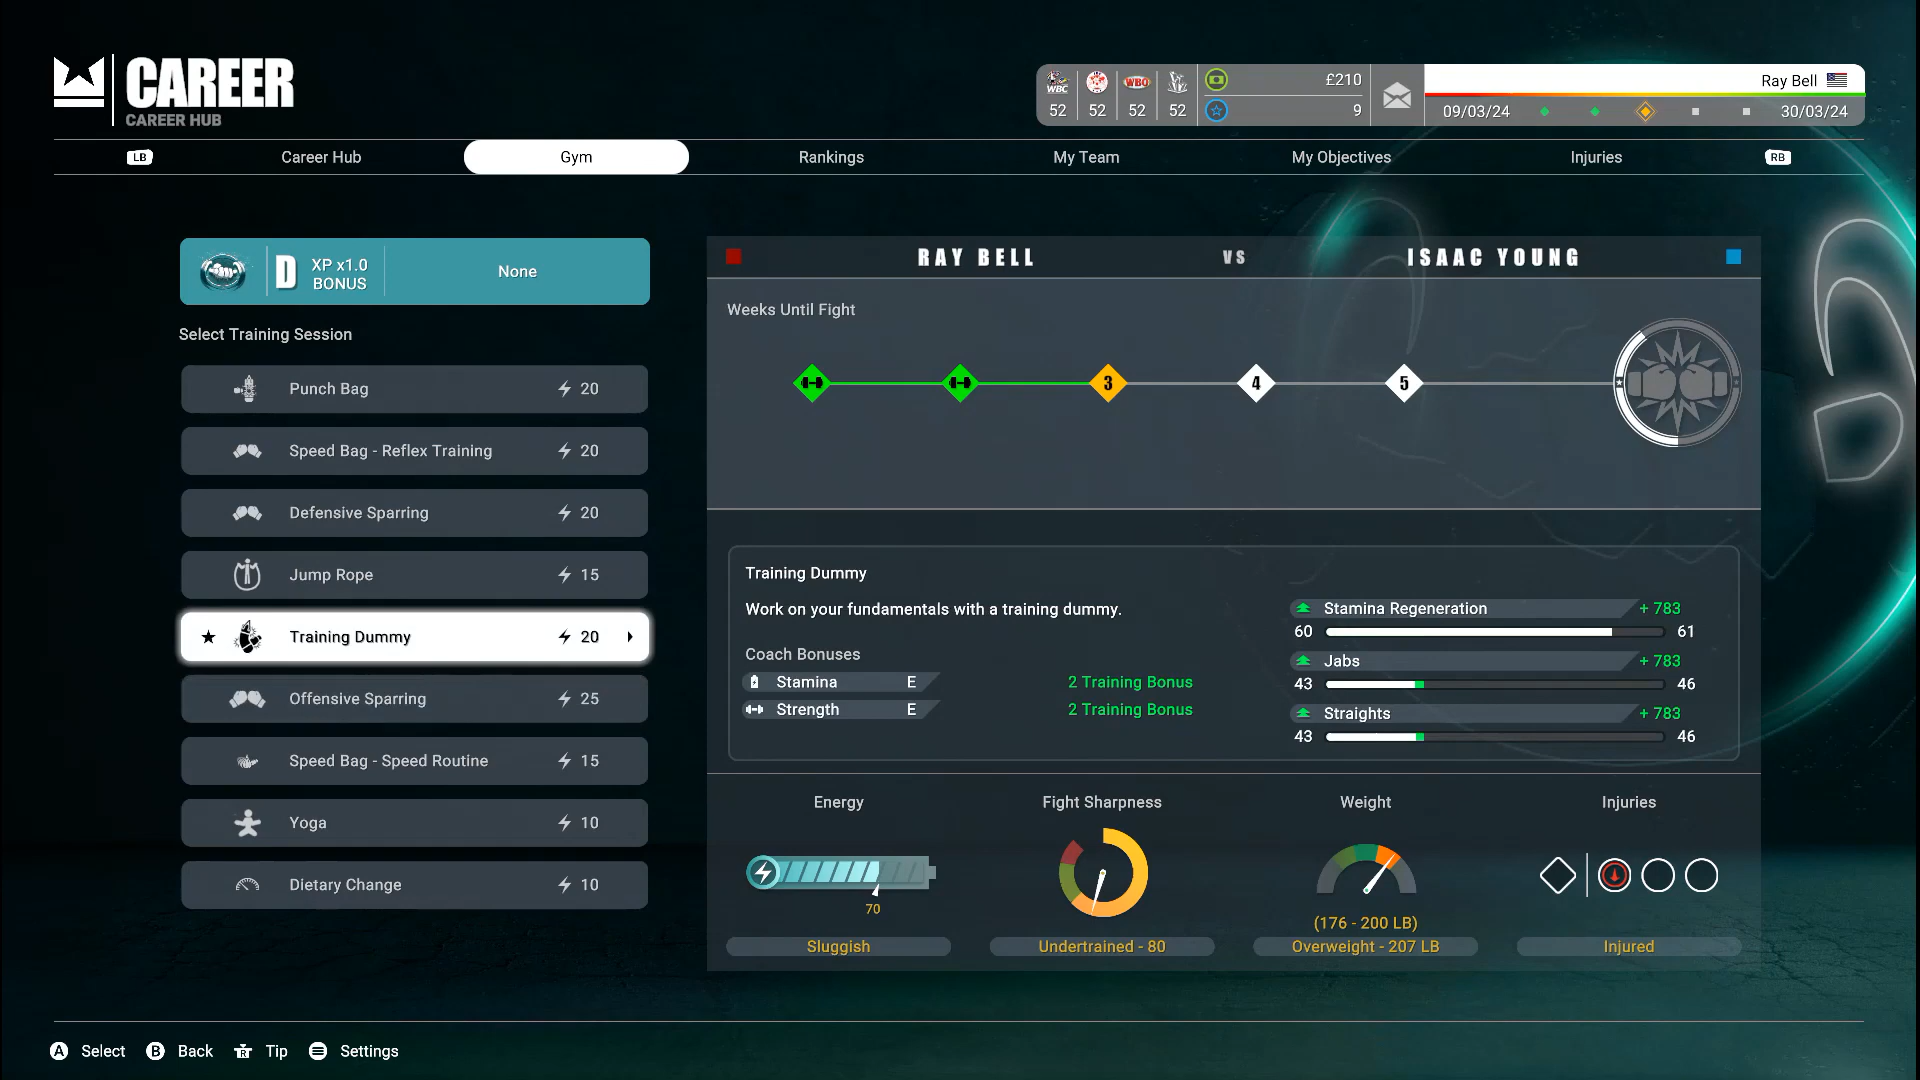 CAREER
CAREER HUB
WBC
WBO
52
52
52
52
£210
9
Ray Bell
09/03/24
30/03/24
LB
Career Hub
Gym
Rankings
My Team
My Objectives
Injuries
RB
D
XP x1.0
BONUS
None
Select Training Session
Punch Bag 20
Speed Bag - Reflex Training 20
Defensive Sparring 20
Jump Rope 15
Training Dummy 20
Offensive Sparring 25
Speed Bag - Speed Routine 15
Yoga 10
Dietary Change 10
RAY BELL VS ISAAC YOUNG
Weeks Until Fight
3 4 5
Training Dummy
Work on your fundamentals with a training dummy.
Coach Bonuses
Stamina E 2 Training Bonus
Strength E 2 Training Bonus
Stamina Regeneration + 783
60 61
Jabs + 783
43 46
Straights + 783
43 46
Energy
70
Sluggish
Fight Sharpness
Undertrained - 80
Weight
(176 - 200 LB)
Overweight - 207 LB
Injuries
Injured
A Select
B Back
R Tip
Settings